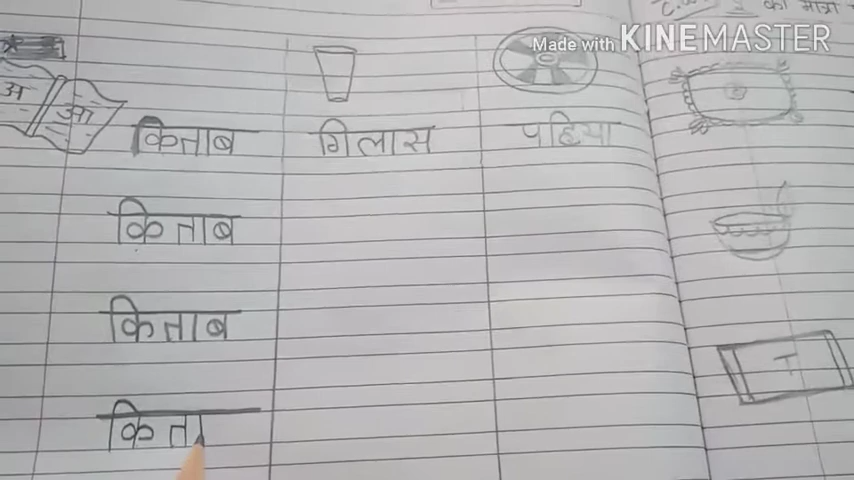 Made with KINEMASTER
की मात्रा
अ आ
किताब गिलास पहिया
किताब
किताब
किता